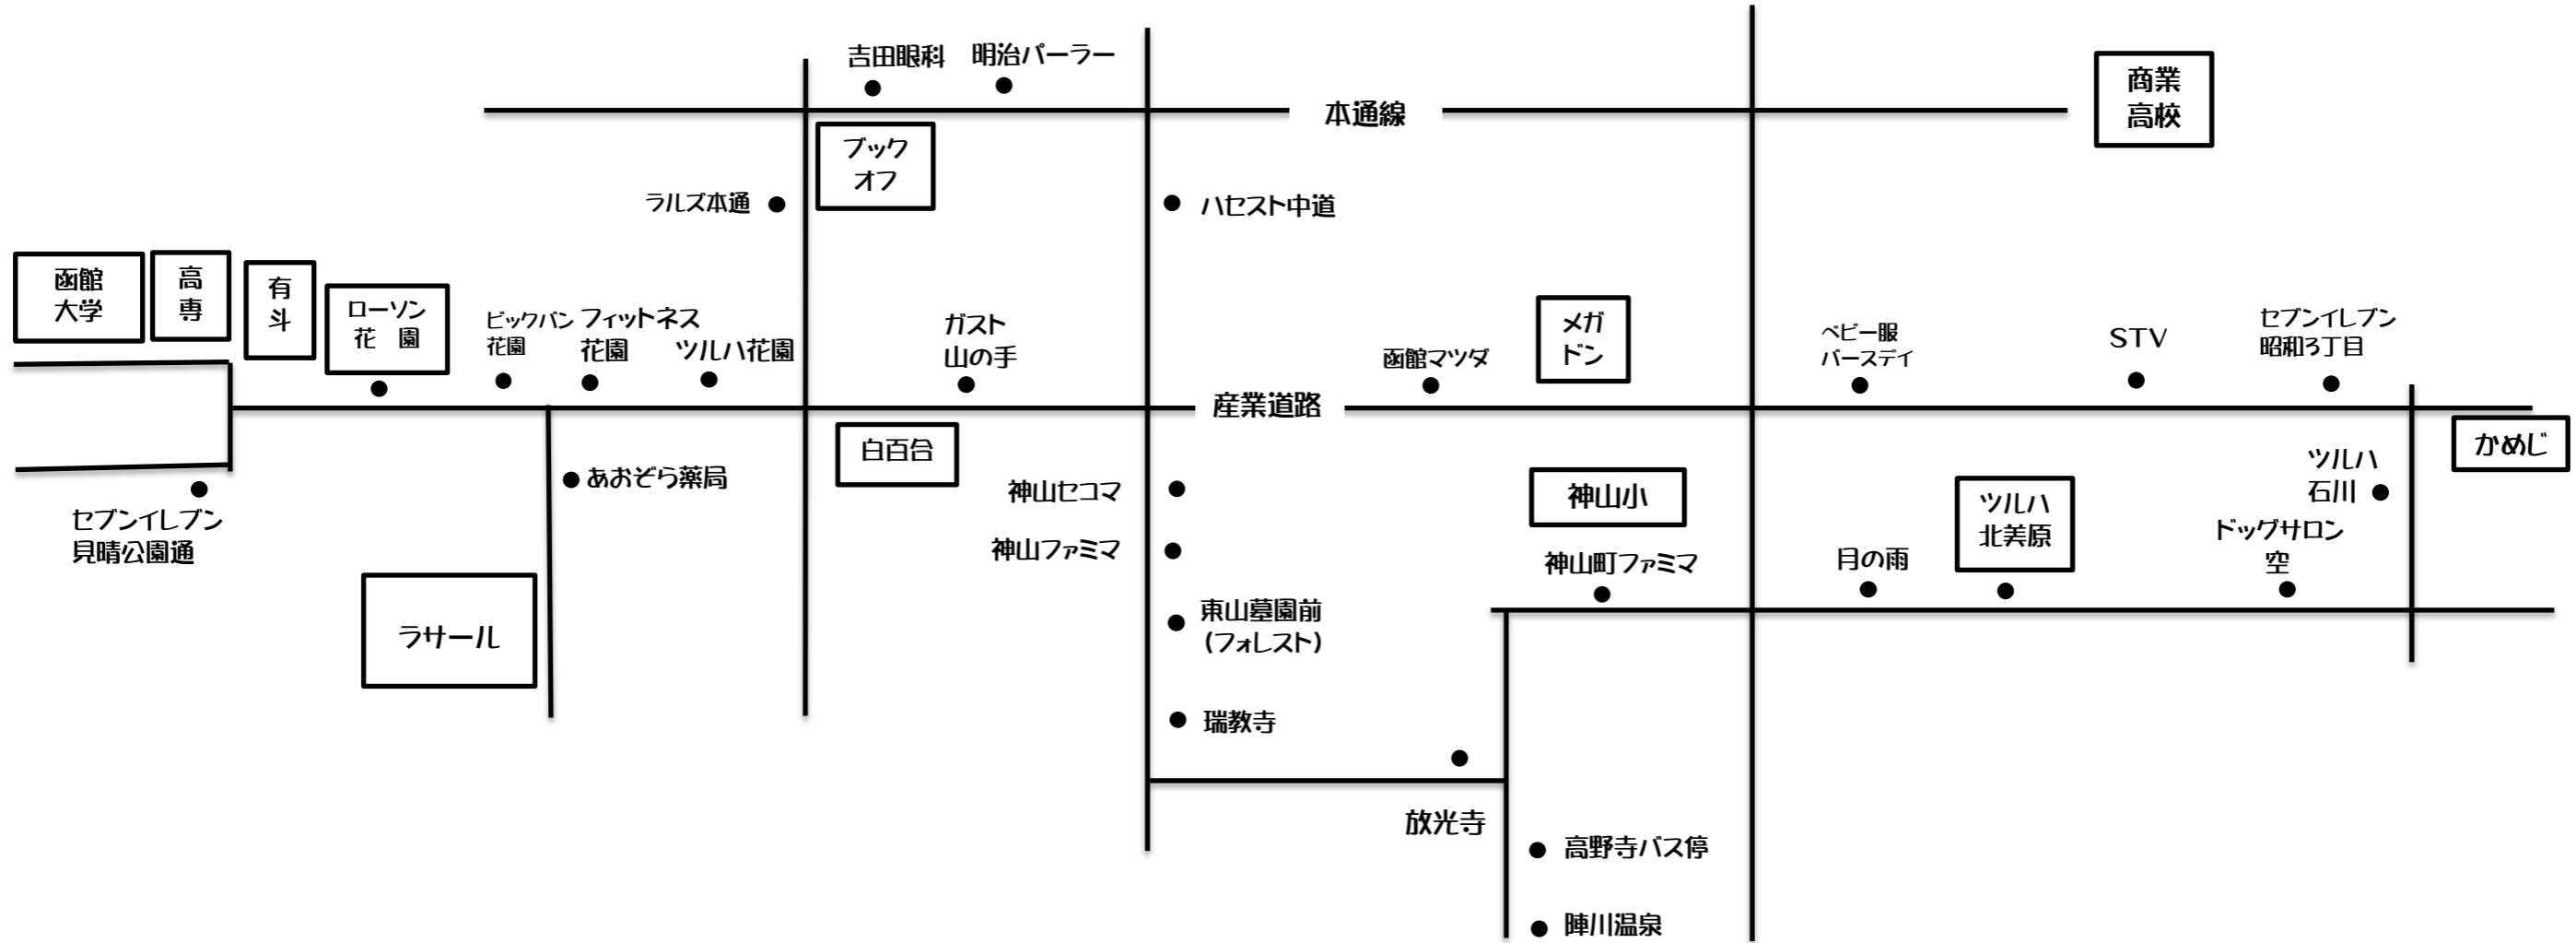 吉田眼科
明治パーラー
本通線
商業
高校
ブック
オフ
ラルズ本通
ハセスト中道
函館
大学
高
専
有
斗
ローソン
花　園
ビックバン
花園
フィットネス
花園
ツルハ花園
ガスト
山の手
産業道路
函館マツダ
メガ
ドン
ベビー服
バースデイ
STV
セブンイレブン
昭和3丁目
かめじ
セブンイレブン
見晴公園通
あおぞら薬局
ラサール
白百合
神山セコマ
神山ファミマ
東山墓園前
(フォレスト)
瑞教寺
放光寺
神山小
神山町ファミマ
月の雨
ツルハ
北美原
ドッグサロン
空
ツルハ
石川
高野寺バス停
陣川温泉